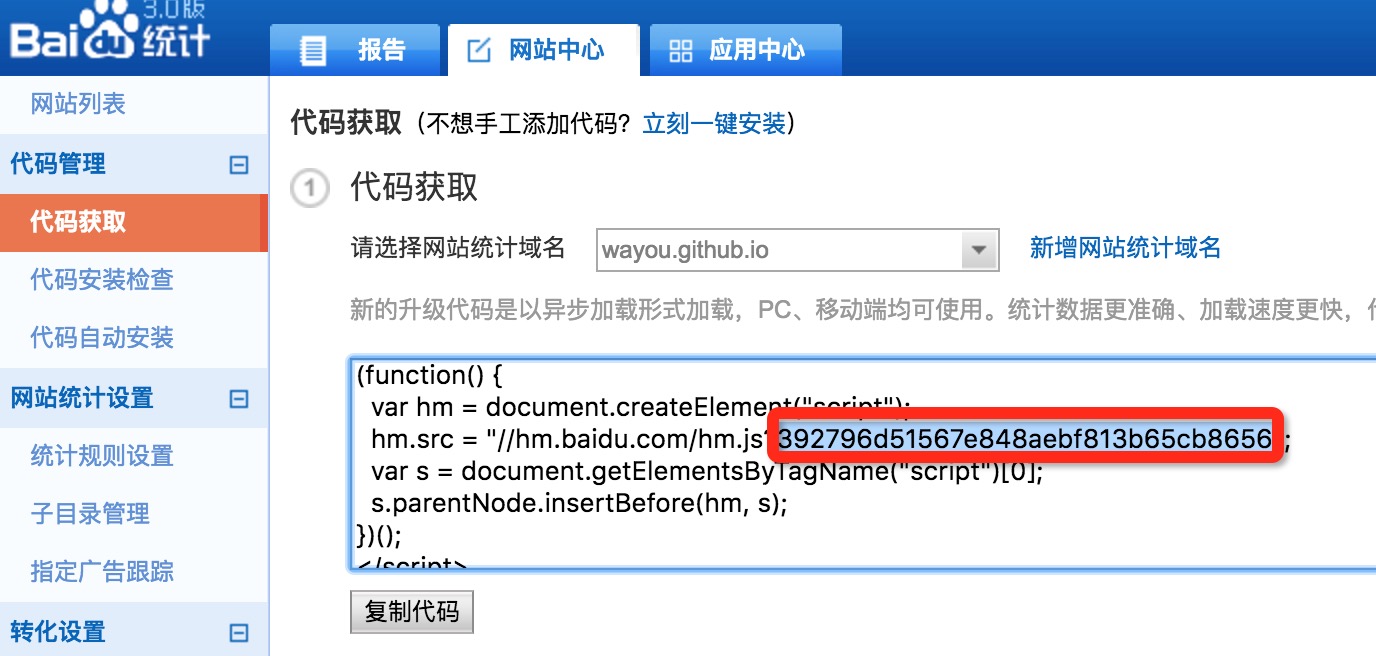 Bai du 统计 3.0版
报告
网站中心
应用中心
网站列表
代码管理
代码获取
代码安装检查
代码自动安装
网站统计设置
统计规则设置
子目录管理
指定广告跟踪
转化设置
代码获取（不想手工添加代码？立刻一键安装）
1 代码获取
请选择网站统计域名 wayou.github.io 新增网站统计域名
新的升级代码是以异步加载形式加载，PC、移动端均可使用。统计数据更准确、加载速度更快，
(function() {
var hm = document.createElement("script");
hm.src = "//hm.baidu.com/hm.js?392796d51567e848aebf813b65cb8656";
var s = document.getElementsByTagName("script")[0];
s.parentNode.insertBefore(hm, s);
})();
</script>
复制代码